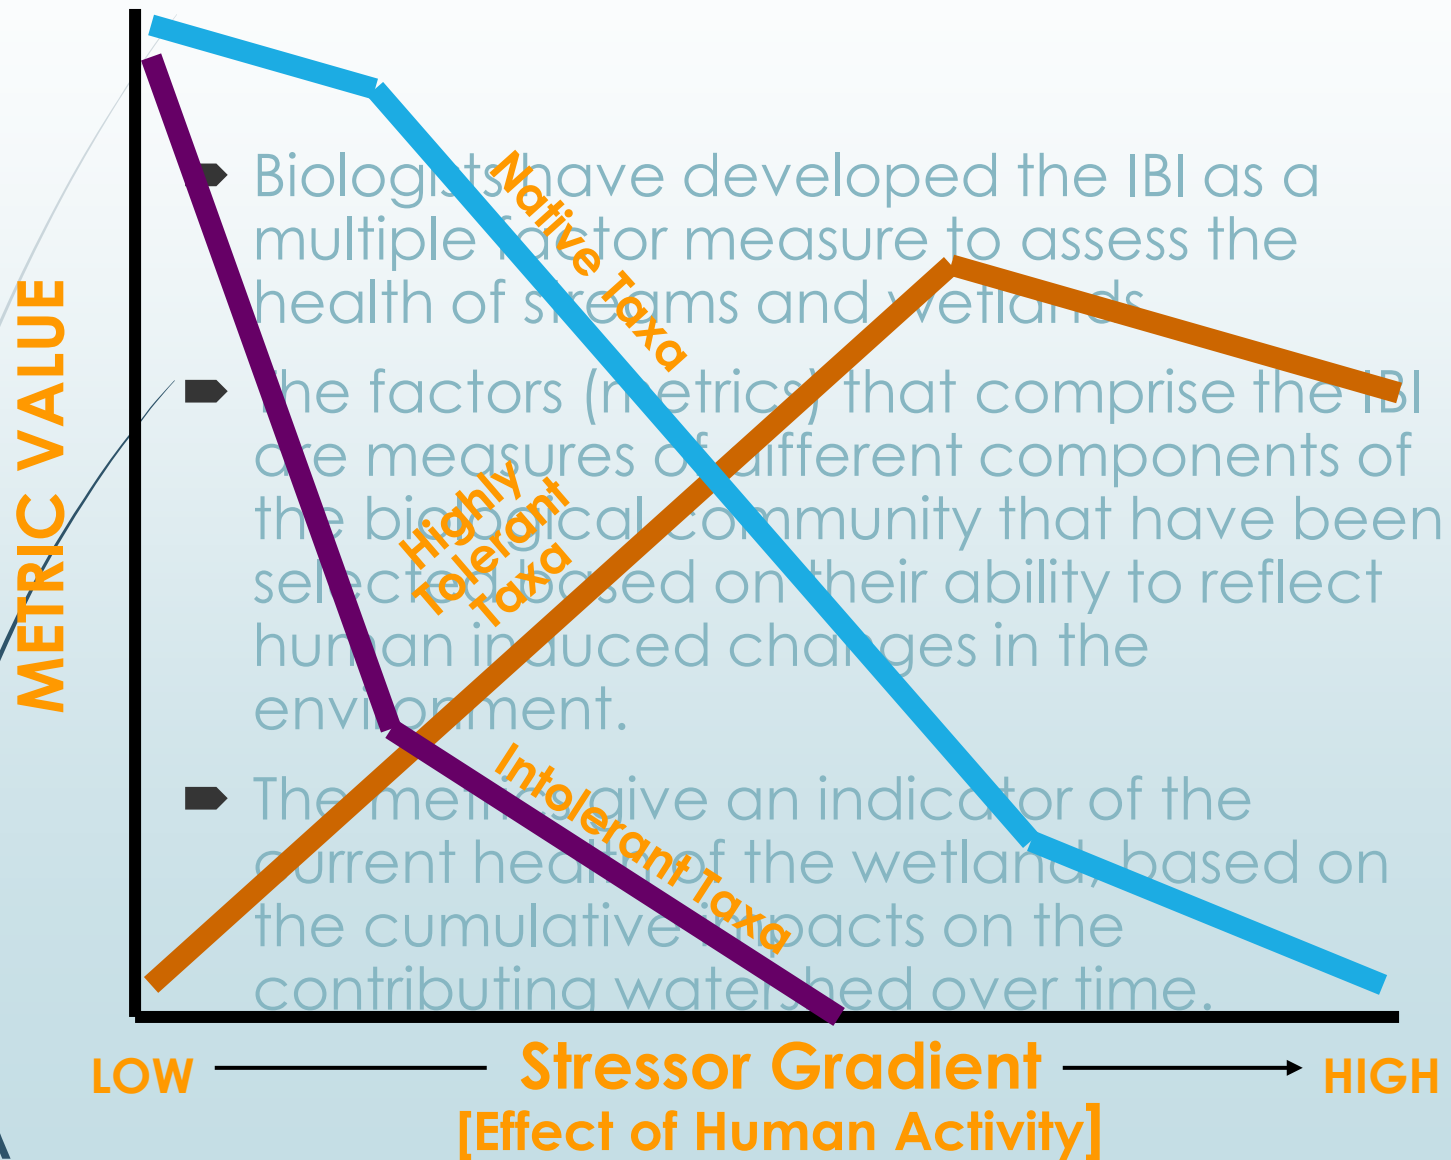 Biologists have developed the IBI as a
multiple factor measure to assess the
health of streams and wetlands.
The factors (metrics) that comprise the IBI
are measures of different components of
the biological community that have been
selected based on their ability to reflect
human induced changes in the
environment.
The metrics give an indicator of the
current health of the wetland, based on
the cumulative impacts on the
contributing watershed over time.
METRIC VALUE
Native Taxa
Highly
Tolerant
Taxa
Intolerant Taxa
LOW
Stressor Gradient
HIGH
[Effect of Human Activity]